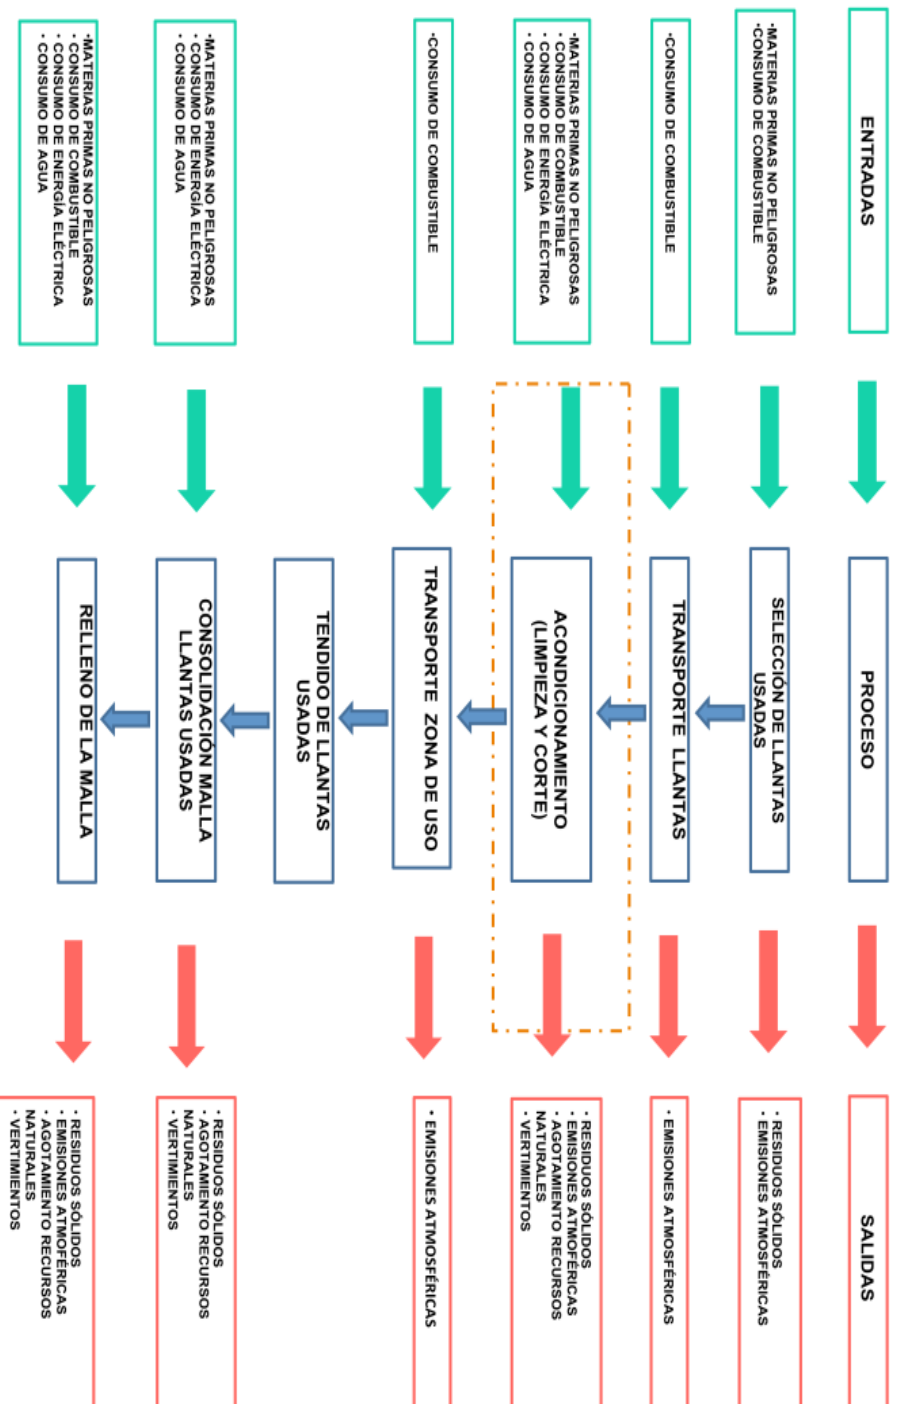 ENTRADAS
PROCESO
SALIDAS
•MATERIAS PRIMAS NO PELIGROSAS
•CONSUMO DE COMBUSTIBLE
SELECCIÓN DE LLANTAS
USADAS
• RESIDUOS SÓLIDOS
• EMISIONES ATMOSFÉRICAS
•CONSUMO DE COMBUSTIBLE
TRANSPORTE LLANTAS
• EMISIONES ATMOSFÉRICAS
•MATERIAS PRIMAS NO PELIGROSAS
• CONSUMO DE COMBUSTIBLE
• CONSUMO DE ENERGÍA ELÉCTRICA
• CONSUMO DE AGUA
ACONDICIONAMIENTO
(LIMPIEZA Y CORTE)
• RESIDUOS SÓLIDOS
• EMISIONES ATMOFÉRICAS
• AGOTAMIENTO RECURSOS
NATURALES
• VERTIMIENTOS
•CONSUMO DE COMBUSTIBLE
TRANSPORTE ZONA DE USO
• EMISIONES ATMOSFÉRICAS
TENDIDO DE LLANTAS
USADAS
•MATERIAS PRIMAS NO PELIGROSAS
• CONSUMO DE ENERGÍA ELÉCTRICA
• CONSUMO DE AGUA
CONSOLIDACIÓN MALLA
LLANTAS USADAS
• RESIDUOS SÓLIDOS
• AGOTAMIENTO RECURSOS
NATURALES
• VERTIMIENTOS
•MATERIAS PRIMAS NO PELIGROSAS
• CONSUMO DE COMBUSTIBLE
• CONSUMO DE ENERGÍA ELÉCTRICA
• CONSUMO DE AGUA
RELLENO DE LA MALLA
• RESIDUOS SÓLIDOS
• EMISIONES ATMOFÉRICAS
• AGOTAMIENTO RECURSOS
NATURALES
• VERTIMIENTOS